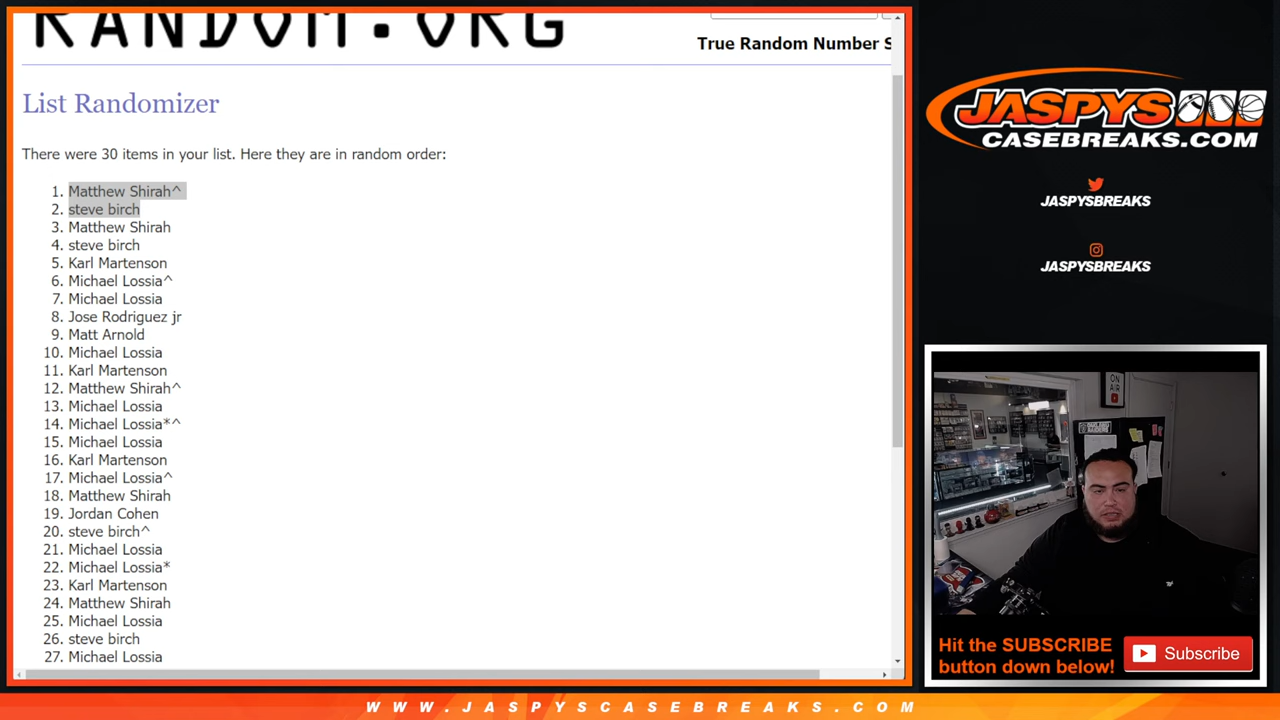 RANDOM.ORG
True Random Number S
List Randomizer
There were 30 items in your list. Here they are in random order:
1. Matthew Shirah^
2. steve birch
3. Matthew Shirah
4. steve birch
5. Karl Martenson
6. Michael Lossia^
7. Michael Lossia
8. Jose Rodriguez jr
9. Matt Arnold
10. Michael Lossia
11. Karl Martenson
12. Matthew Shirah^
13. Michael Lossia
14. Michael Lossia*^
15. Michael Lossia
16. Karl Martenson
17. Michael Lossia^
18. Matthew Shirah
19. Jordan Cohen
20. steve birch^
21. Michael Lossia
22. Michael Lossia*
23. Karl Martenson
24. Matthew Shirah
25. Michael Lossia
26. steve birch
27. Michael Lossia
JASPYS
CASEBREAKS.COM
JASPYSBREAKS
JASPYSBREAKS
ON
AIR
Hit the SUBSCRIBE
button down below!
Subscribe
WWW.JASPYSCASEBREAKS.COM